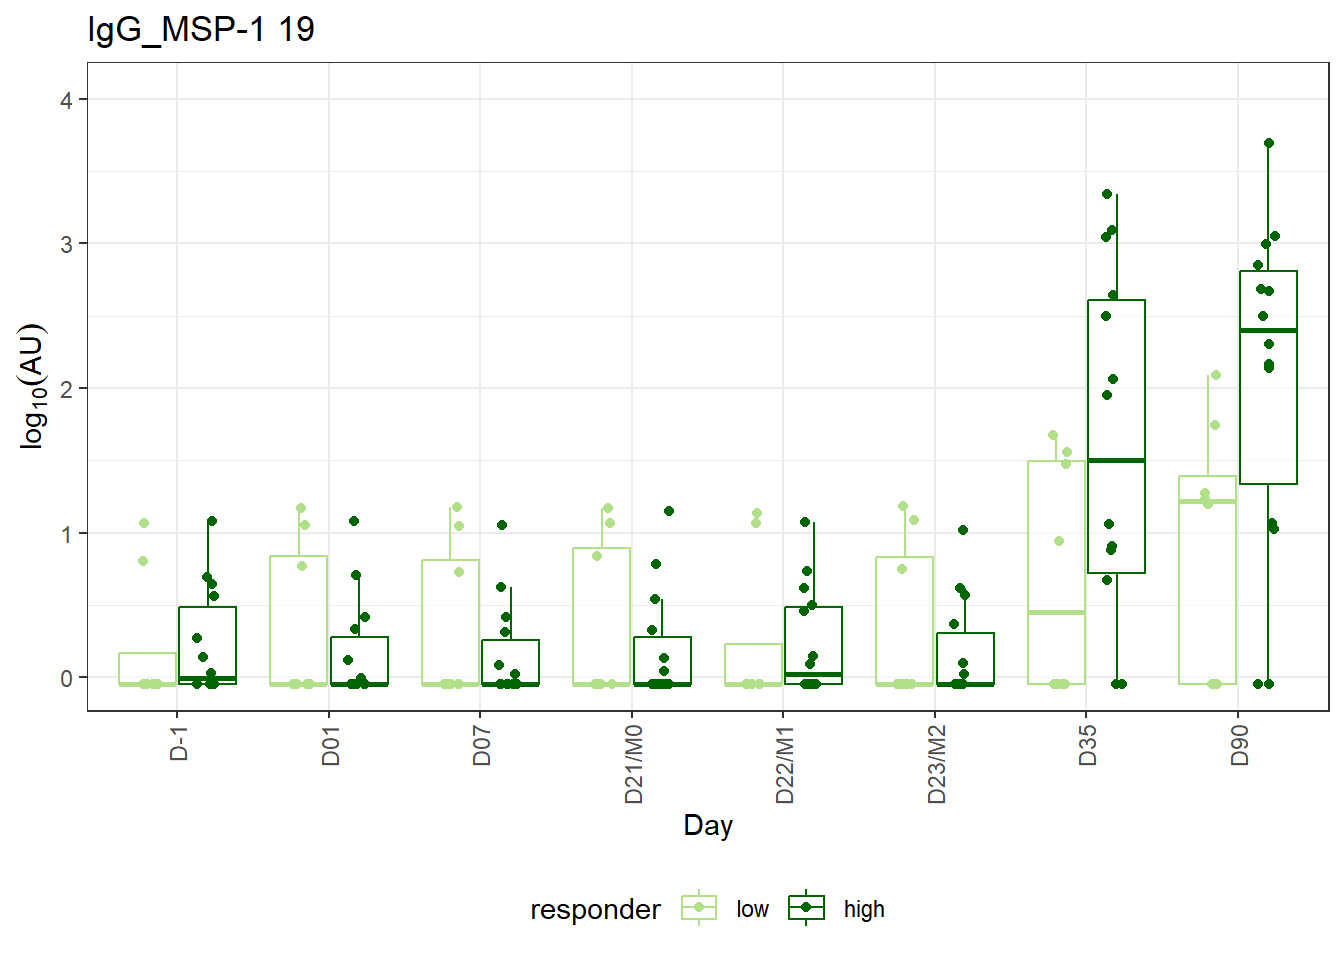 IgG_MSP-1 19
log10(AU)
4
3
2
1
0
D-1
D01
D07
D21/M0
D22/M1
D23/M2
D35
D90
Day
responder low high